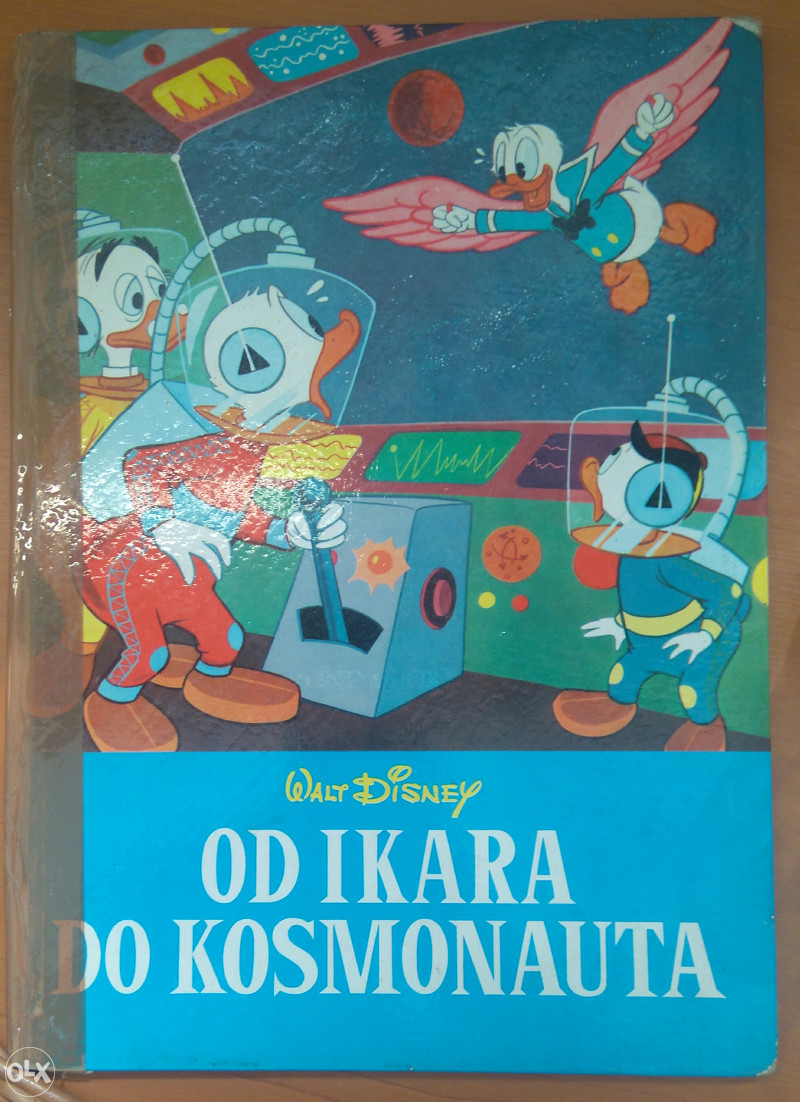 WALT DISNEY
OD IKARA
DO KOSMONAUTA
OLX